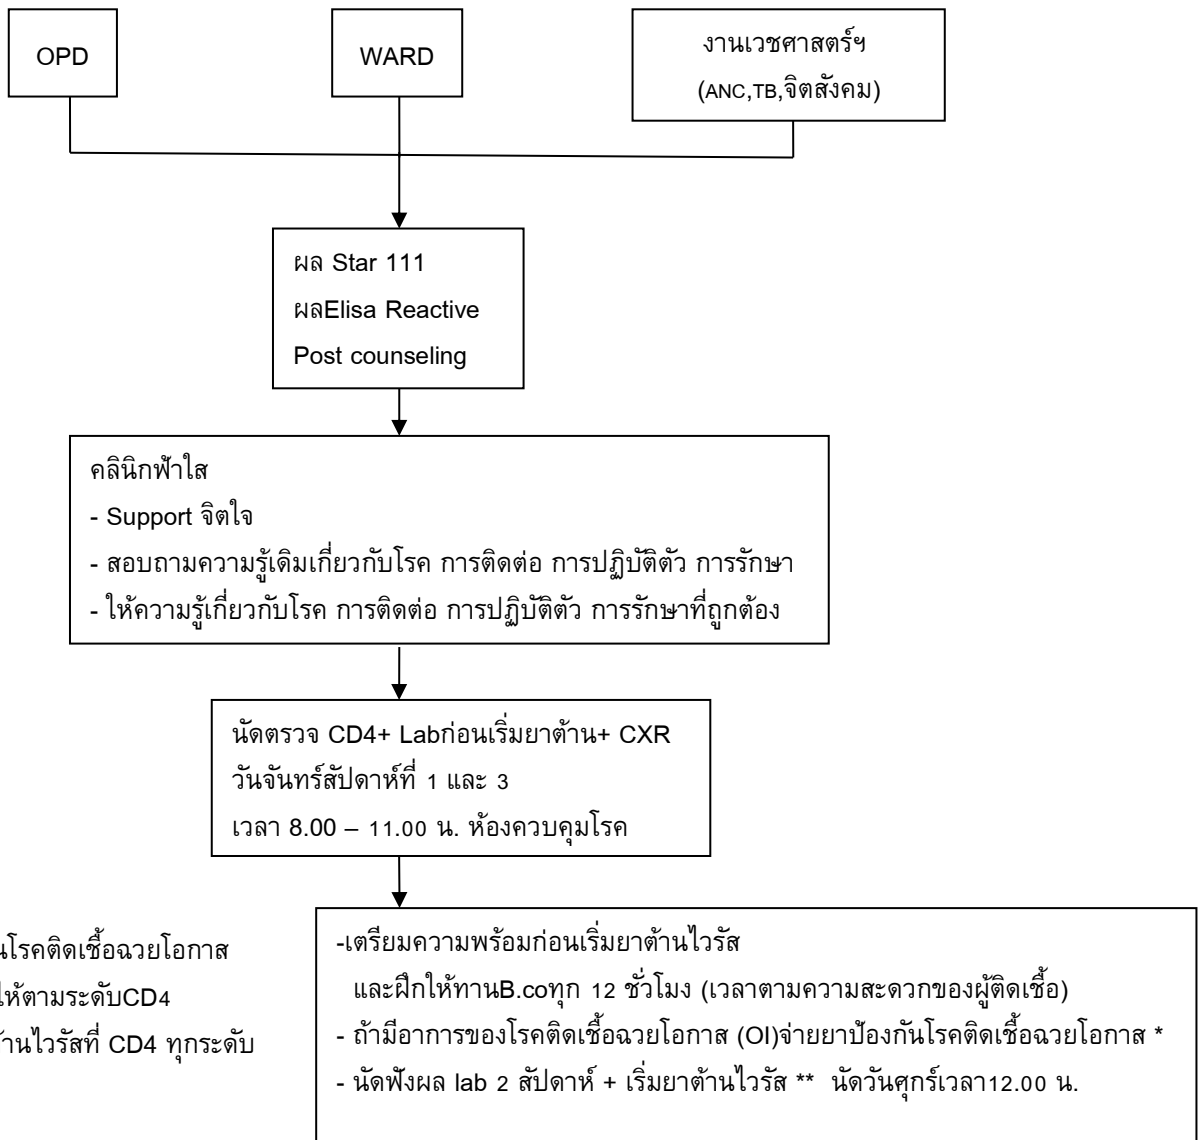 OPD
WARD
งานเวชศาสตร์ฯ
(ANC,TB,จิตสังคม)
ผล Star 111
ผลElisa Reactive
Post counseling
คลินิกฟ้าใส
- Support จิตใจ
- สอบถามความรู้เดิมเกี่ยวกับโรค การติดต่อ การปฏิบัติตัว การรักษา
- ให้ความรู้เกี่ยวกับโรค การติดต่อ การปฏิบัติตัว การรักษาที่ถูกต้อง
นัดตรวจ CD4+ Labก่อนเริ่มยาต้าน+ CXR
วันจันทร์สัปดาห์ที่ 1 และ 3
เวลา 8.00 – 11.00 น. ห้องควบคุมโรค
โรคติดเชื้อฉวยโอกาส
ให้ตามระดับCD4
ไวรัสที่ CD4 ทุกระดับ
-เตรียมความพร้อมก่อนเริ่มยาต้านไวรัส
และฝึกให้ทานB.coทุก 12 ชั่วโมง (เวลาตามความสะดวกของผู้ติดเชื้อ)
- ถ้ามีอาการของโรคติดเชื้อฉวยโอกาส (OI)จ่ายยาป้องกันโรคติดเชื้อฉวยโอกาส *
- นัดฟังผล lab 2 สัปดาห์ + เริ่มยาต้านไวรัส ** นัดวันศุกร์เวลา12.00 น.